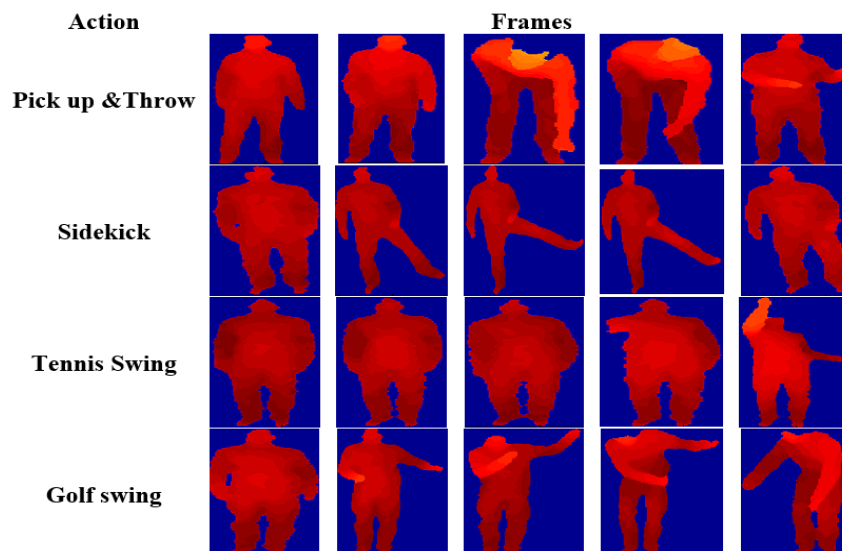 Action Frames
Pick up &Throw
Sidekick
Tennis Swing
Golf swing